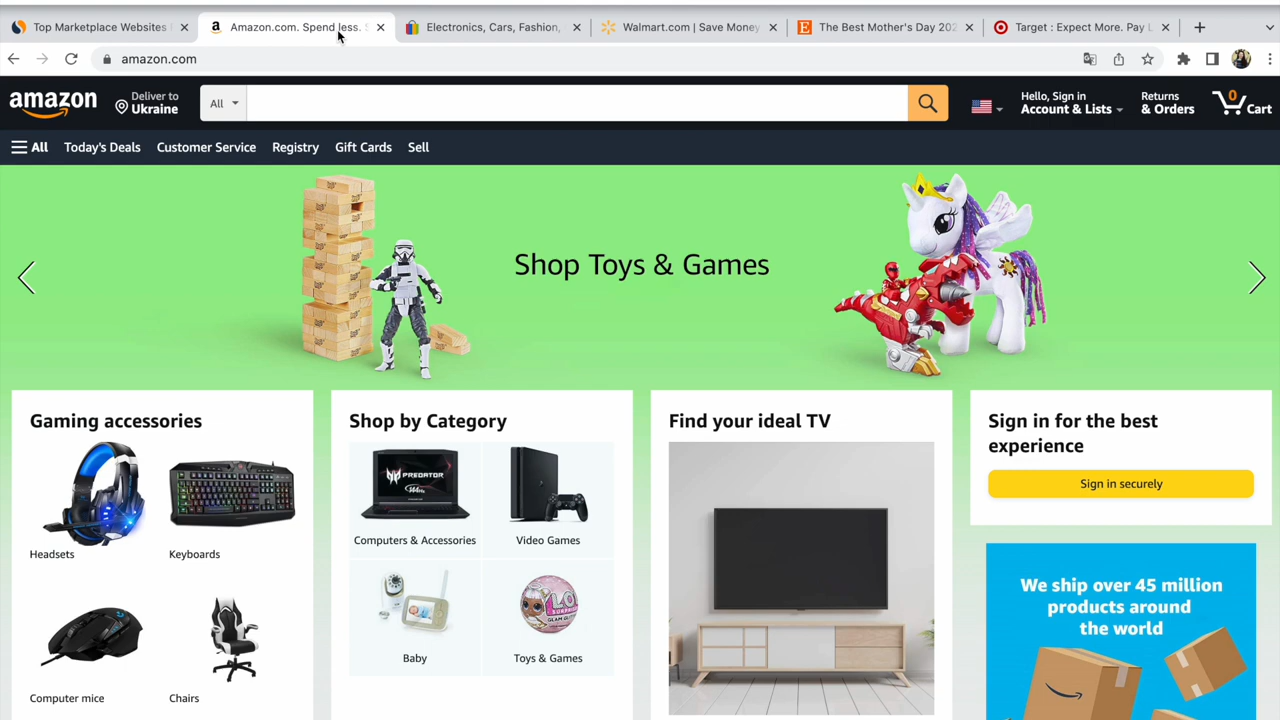 Top Marketplace Websites
Amazon.com. Spend less. S
Electronics, Cars, Fashion,
Walmart.com | Save Money
The Best Mother's Day 202
Target : Expect More. Pay L
amazon.com
amazon
Deliver to
Ukraine
All
Hello, Sign in
Account & Lists
Returns
& Orders
0
Cart
All
Today's Deals
Customer Service
Registry
Gift Cards
Sell
Shop Toys & Games
Gaming accessories
Headsets
Keyboards
Computer mice
Chairs
Shop by Category
PREDATOR
Computers & Accessories
Video Games
Baby
Toys & Games
Find your ideal TV
Sign in for the best
experience
Sign in securely
We ship over 45 million
products around
the world